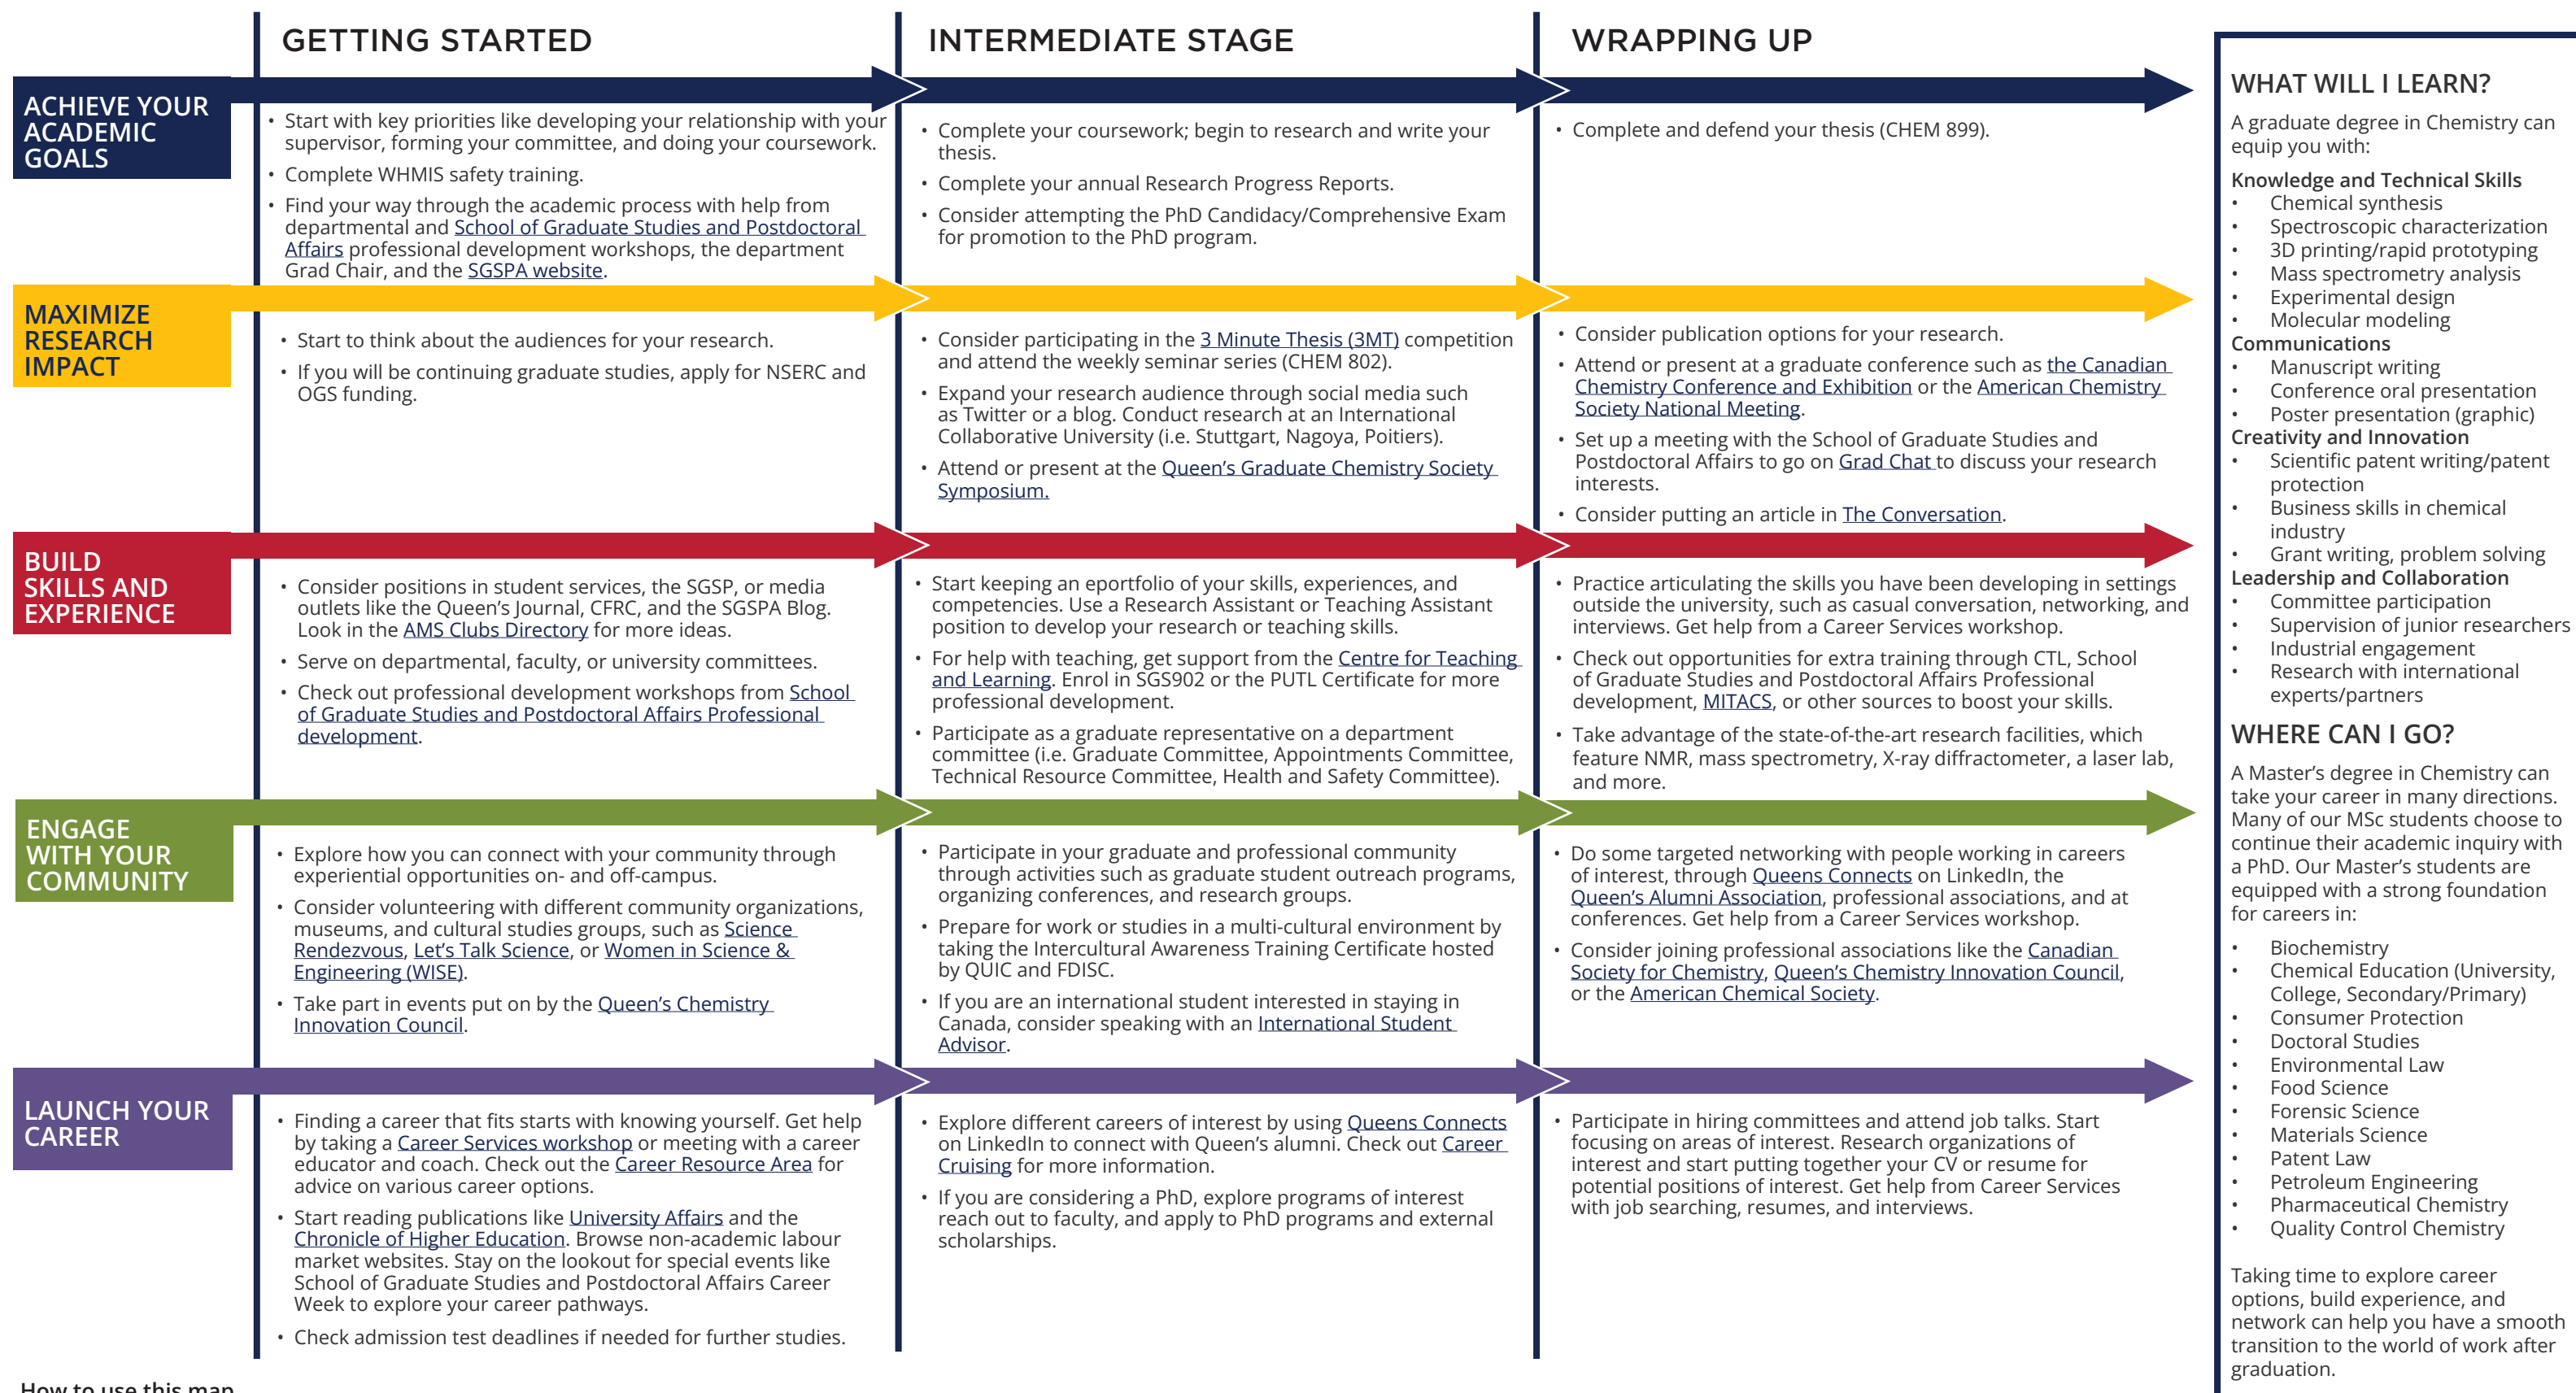 GETTING STARTED
INTERMEDIATE STAGE
WRAPPING UP
ACHIEVE YOUR
ACADEMIC
GOALS
• Start with key priorities like developing your relationship with your
supervisor, forming your committee, and doing your coursework.
• Complete WHMIS safety training.
• Find your way through the academic process with help from
departmental and School of Graduate Studies and Postdoctoral
Affairs professional development workshops, the department
Grad Chair, and the SGSPA website.
• Complete your coursework; begin to research and write your
thesis.
• Complete your annual Research Progress Reports.
• Consider attempting the PhD Candidacy/Comprehensive Exam
for promotion to the PhD program.
• Complete and defend your thesis (CHEM 899).
MAXIMIZE
RESEARCH
IMPACT
• Start to think about the audiences for your research.
• If you will be continuing graduate studies, apply for NSERC and
OGS funding.
• Consider participating in the 3 Minute Thesis (3MT) competition
and attend the weekly seminar series (CHEM 802).
• Expand your research audience through social media such
as Twitter or a blog. Conduct research at an International
Collaborative University (i.e. Stuttgart, Nagoya, Poitiers).
• Attend or present at the Queen's Graduate Chemistry Society
Symposium.
• Consider publication options for your research.
• Attend or present at a graduate conference such as the Canadian
Chemistry Conference and Exhibition or the American Chemistry
Society National Meeting.
• Set up a meeting with the School of Graduate Studies and
Postdoctoral Affairs to go on Grad Chat to discuss your research
interests.
• Consider putting an article in The Conversation.
BUILD
SKILLS AND
EXPERIENCE
• Consider positions in student services, the SGSP, or media
outlets like the Queen's Journal, CFRC, and the SGSPA Blog.
Look in the AMS Clubs Directory for more ideas.
• Serve on departmental, faculty, or university committees.
• Check out professional development workshops from School
of Graduate Studies and Postdoctoral Affairs Professional
development.
• Start keeping an eportfolio of your skills, experiences, and
competencies. Use a Research Assistant or Teaching Assistant
position to develop your research or teaching skills.
• For help with teaching, get support from the Centre for Teaching
and Learning. Enrol in SGS902 or the PUTL Certificate for more
professional development.
• Participate as a graduate representative on a department
committee (i.e. Graduate Committee, Appointments Committee,
Technical Resource Committee, Health and Safety Committee).
• Practice articulating the skills you have been developing in settings
outside the university, such as casual conversation, networking, and
interviews. Get help from a Career Services workshop.
• Check out opportunities for extra training through CTL, School
of Graduate Studies and Postdoctoral Affairs Professional
development, MITACS, or other sources to boost your skills.
• Take advantage of the state-of-the-art research facilities, which
feature NMR, mass spectrometry, X-ray diffractometer, a laser lab,
and more.
ENGAGE
WITH YOUR
COMMUNITY
• Explore how you can connect with your community through
experiential opportunities on- and off-campus.
• Consider volunteering with different community organizations,
museums, and cultural studies groups, such as Science
Rendezvous, Let's Talk Science, or Women in Science &
Engineering (WISE).
• Take part in events put on by the Queen's Chemistry
Innovation Council.
• Participate in your graduate and professional community
through activities such as graduate student outreach programs,
organizing conferences, and research groups.
• Prepare for work or studies in a multi-cultural environment by
taking the Intercultural Awareness Training Certificate hosted
by QUIC and FDISC.
• If you are an international student interested in staying in
Canada, consider speaking with an International Student
Advisor.
• Do some targeted networking with people working in careers
of interest, through Queens Connects on LinkedIn, the
Queen's Alumni Association, professional associations, and at
conferences. Get help from a Career Services workshop.
• Consider joining professional associations like the Canadian
Society for Chemistry, Queen's Chemistry Innovation Council,
or the American Chemical Society.
LAUNCH YOUR
CAREER
• Finding a career that fits starts with knowing yourself. Get help
by taking a Career Services workshop or meeting with a career
educator and coach. Check out the Career Resource Area for
advice on various career options.
• Start reading publications like University Affairs and the
Chronicle of Higher Education. Browse non-academic labour
market websites. Stay on the lookout for special events like
School of Graduate Studies and Postdoctoral Affairs Career
Week to explore your career pathways.
• Check admission test deadlines if needed for further studies.
• Explore different careers of interest by using Queens Connects
on LinkedIn to connect with Queen's alumni. Check out Career
Cruising for more information.
• If you are considering a PhD, explore programs of interest
reach out to faculty, and apply to PhD programs and external
scholarships.
• Participate in hiring committees and attend job talks. Start
focusing on areas of interest. Research organizations of
interest and start putting together your CV or resume for
potential positions of interest. Get help from Career Services
with job searching, resumes, and interviews.
WHAT WILL I LEARN?
A graduate degree in Chemistry can
equip you with:
Knowledge and Technical Skills
• Chemical synthesis
• Spectroscopic characterization
• 3D printing/rapid prototyping
• Mass spectrometry analysis
• Experimental design
• Molecular modeling
Communications
• Manuscript writing
• Conference oral presentation
• Poster presentation (graphic)
Creativity and Innovation
• Scientific patent writing/patent
protection
• Business skills in chemical
industry
• Grant writing, problem solving
Leadership and Collaboration
• Committee participation
• Supervision of junior researchers
• Industrial engagement
• Research with international
experts/partners
WHERE CAN I GO?
A Master's degree in Chemistry can
take your career in many directions.
Many of our MSc students choose to
continue their academic inquiry with
a PhD. Our Master's students are
equipped with a strong foundation
for careers in:
• Biochemistry
• Chemical Education (University,
College, Secondary/Primary)
• Consumer Protection
• Doctoral Studies
• Environmental Law
• Food Science
• Forensic Science
• Materials Science
• Patent Law
• Petroleum Engineering
• Pharmaceutical Chemistry
• Quality Control Chemistry
Taking time to explore career
options, build experience, and
network can help you have a smooth
transition to the world of work after
graduation.
How to use this map